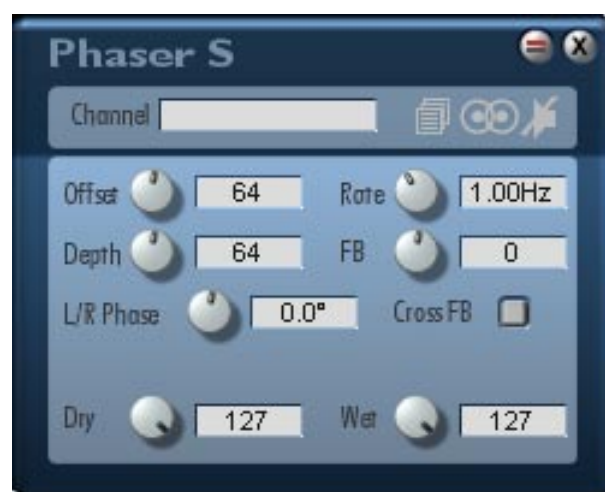 Phaser S
Channel
Offset 64 Rate 1.00Hz
Depth 64 FB 0
L/R Phase 0.0° Cross FB
Dry 127 Wet 127